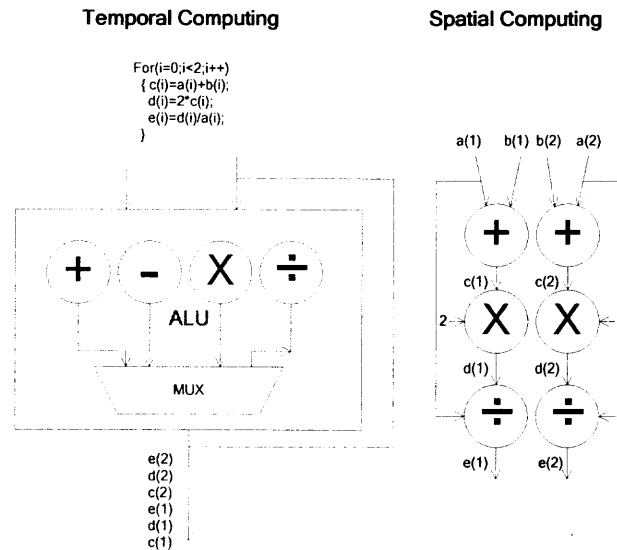 Temporal Computing
Spatial Computing
For(i=0;i<2;i++)
{ c(i)=a(i)+b(i);
d(i)=2*c(i);
e(i)=d(i)/a(i);
}
+ - X ÷
ALU
MUX
e(2)
d(2)
c(2)
e(1)
d(1)
c(1)
a(1) b(1) b(2) a(2)
+ +
c(1) c(2)
2 X X
d(1) d(2)
÷ ÷
e(1) e(2)